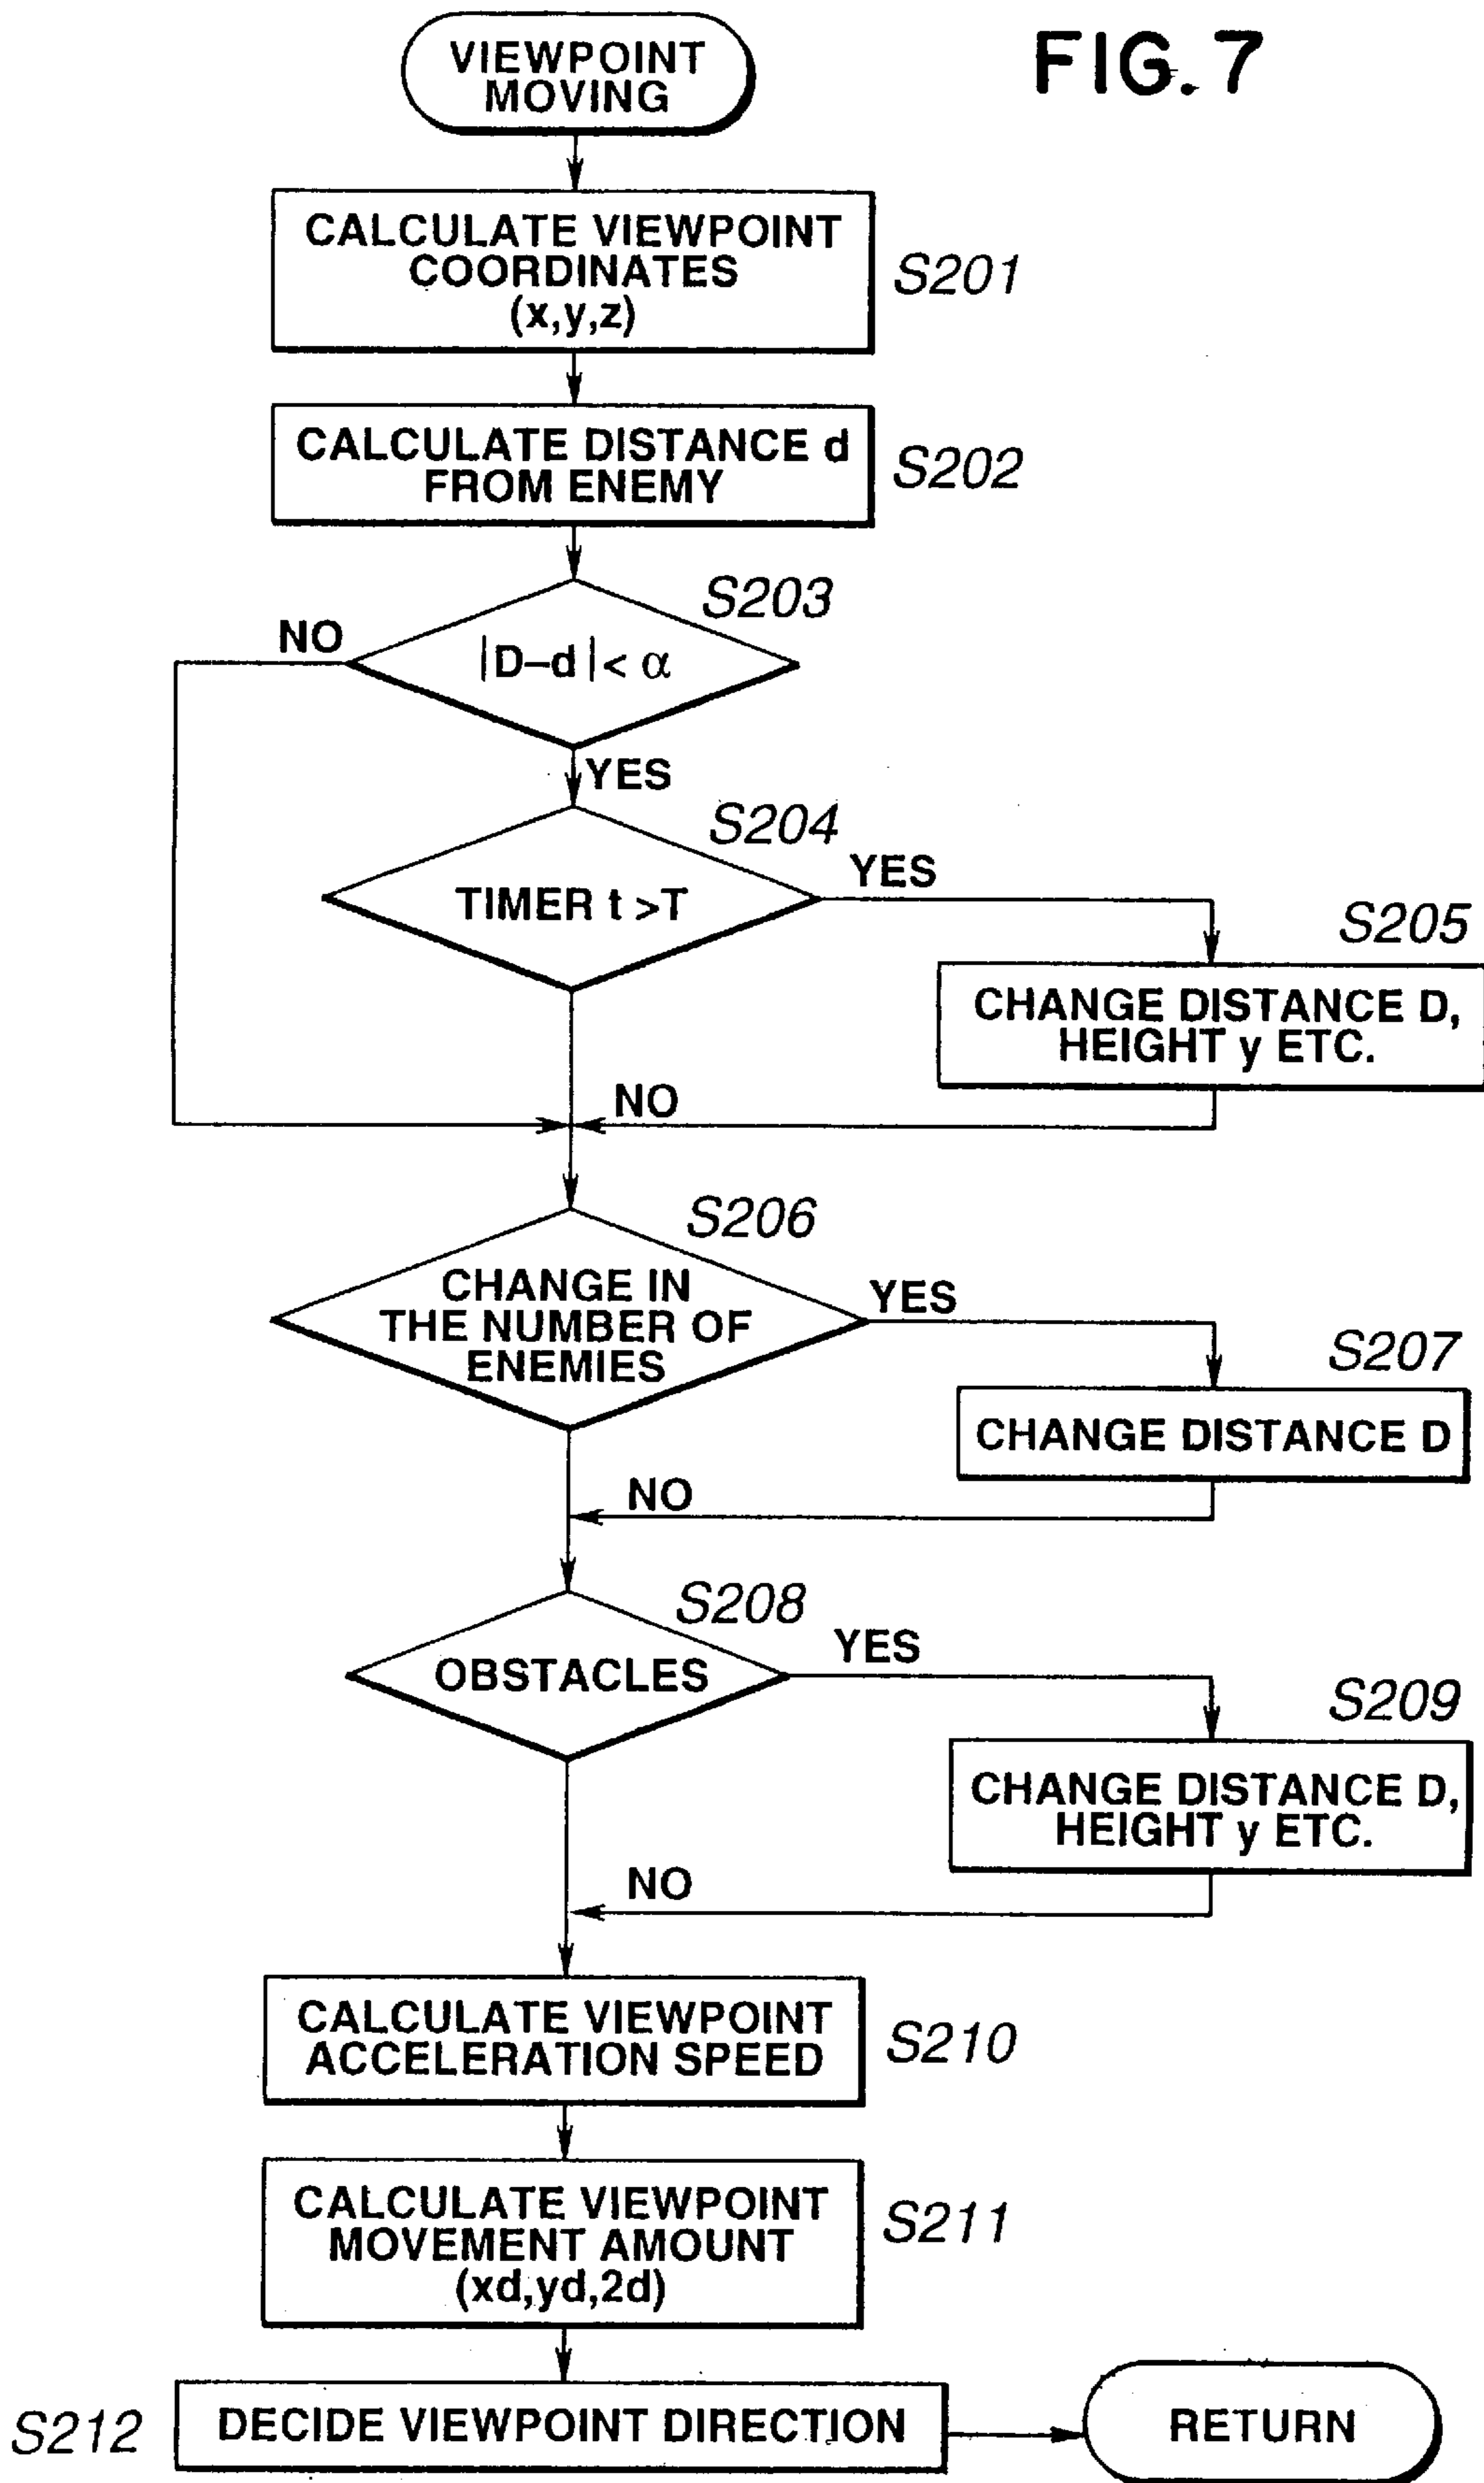 FIG. 7
VIEWPOINT
MOVING
CALCULATE VIEWPOINT
COORDINATES
(x,y,z)
S201
CALCULATE DISTANCE d
FROM ENEMY
S202
S203
NO
|D–d|< α
YES
S204
TIMER t >T
YES
S205
CHANGE DISTANCE D,
HEIGHT y ETC.
NO
S206
CHANGE IN
THE NUMBER OF
ENEMIES
YES
S207
CHANGE DISTANCE D
NO
S208
OBSTACLES
YES
S209
CHANGE DISTANCE D,
HEIGHT y ETC.
NO
CALCULATE VIEWPOINT
ACCELERATION SPEED
S210
CALCULATE VIEWPOINT
MOVEMENT AMOUNT
(xd,yd,2d)
S211
S212
DECIDE VIEWPOINT DIRECTION
RETURN